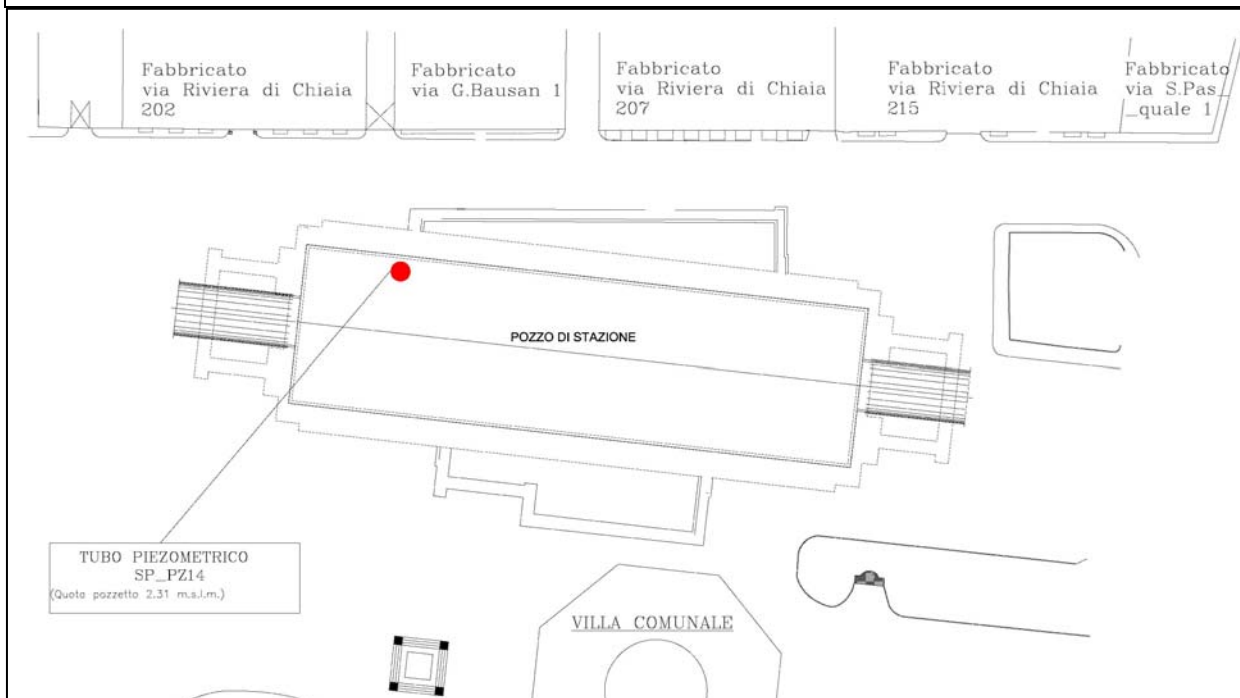 Fabbricato
via Riviera di Chiaia
202
Fabbricato
via G.Bausan 1
Fabbricato
via Riviera di Chiaia
207
Fabbricato
via Riviera di Chiaia
215
Fabbricato
via S.Pas_
_quale 1
POZZO DI STAZIONE
TUBO PIEZOMETRICO
SP_PZ14
(Quota pozzetto 2.31 m.s.l.m.)
VILLA COMUNALE